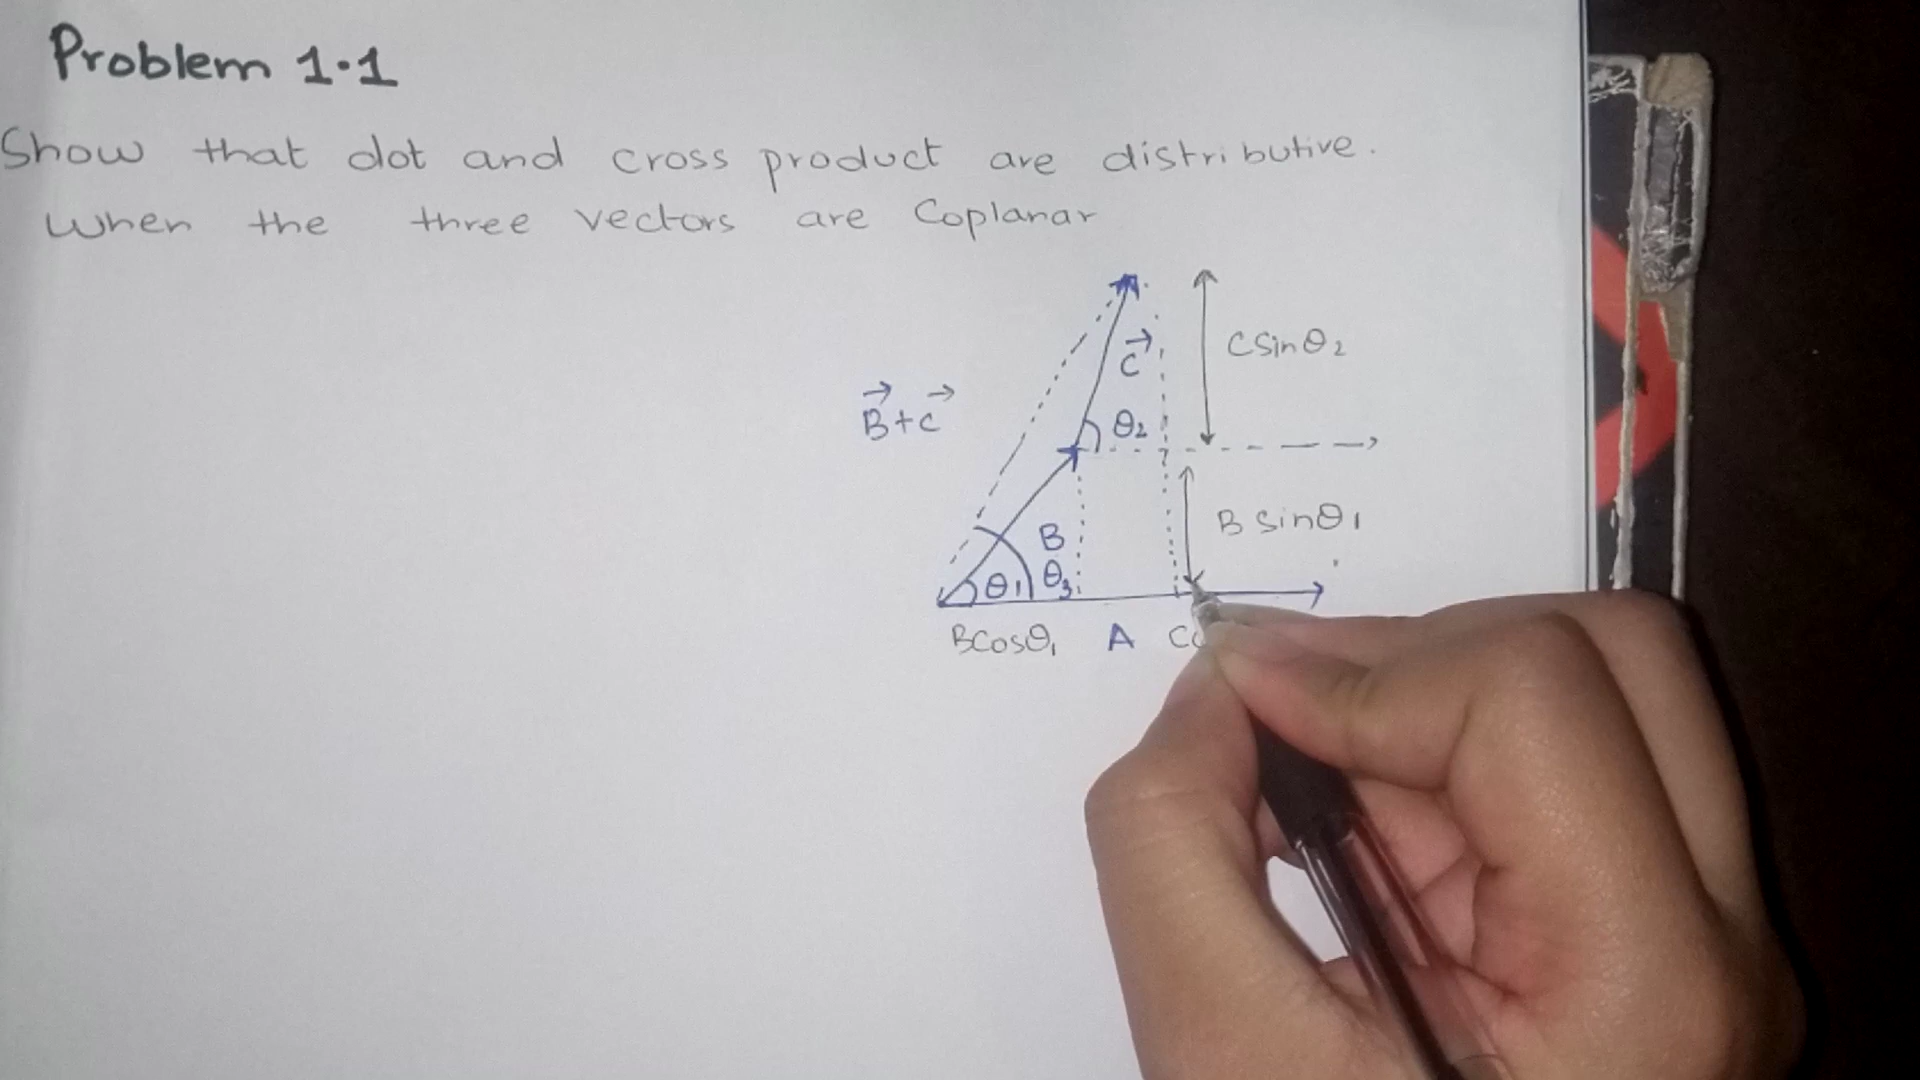 Problem 1.1
Show that dot and cross product are distributive.
When the three vectors are Coplanar
C sin θ2
C
B + C
θ2
B sin θ1
B
θ1 θ3
B cos θ1 A